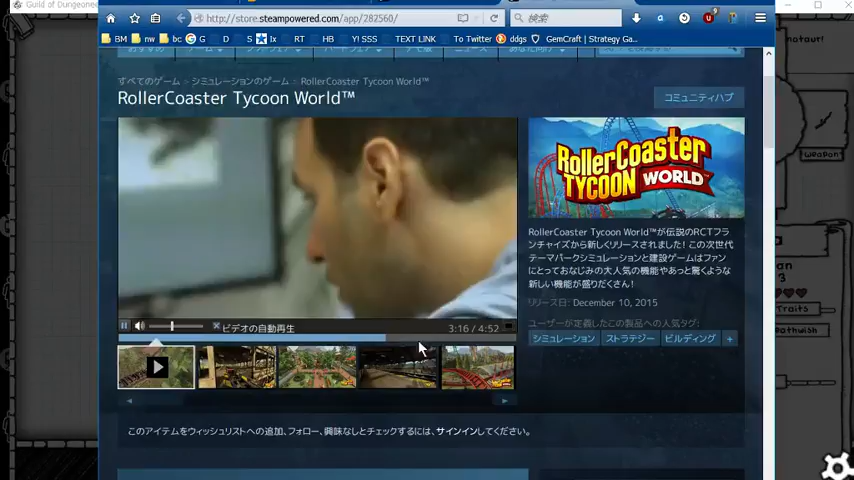 Guild of Dungeoneer
http://store.steampowered.com/app/282560/
検索
BM nw bc G D S Ix RT HB Y! SSS TEXT LINK To Twitter ddgs GemCraft | Strategy Ga...
すべてのゲーム > シミュレーションのゲーム > RollerCoaster Tycoon World™
RollerCoaster Tycoon World™
コミュニティハブ
ROLLERCOASTER
TYCOON WORLD
RollerCoaster Tycoon World™が伝説のRCTフラ
ンチャイズから新しくリリースされました! この次世代
テーマパークシミュレーションと建設ゲームはファン
にとっておなじみの大人気の機能やあっと驚くような
新しい機能が盛りだくさん!
リリース日: December 10, 2015
ユーザーが定義したこの製品への人気タグ:
シミュレーション ストラテジー ビルディング +
ビデオの自動再生
3:16 / 4:52
このアイテムをウィッシュリストへの追加、フォロー、興味なしとチェックするには、サインインしてください。
weapon
Traits